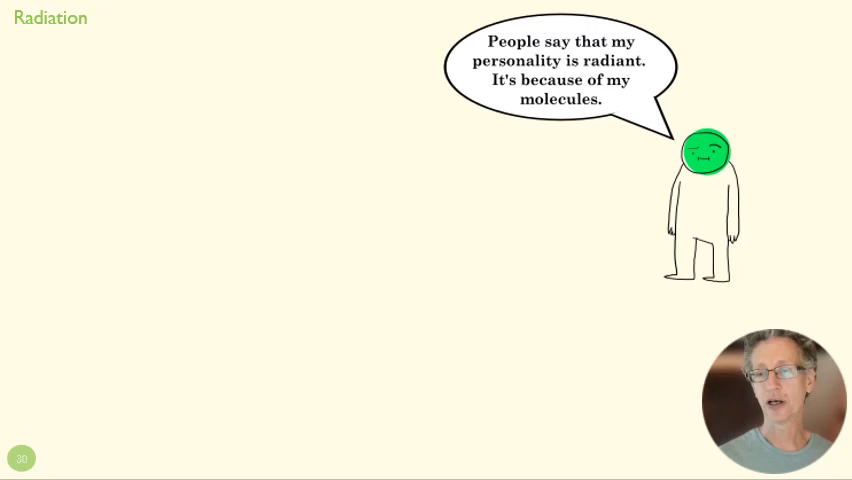 Radiation
People say that my
personality is radiant.
It's because of my
molecules.
30